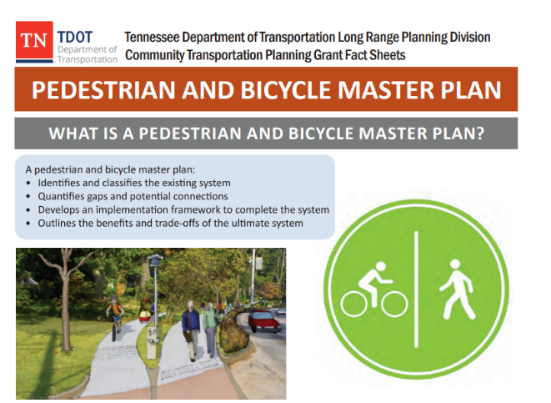 TN
TDOT
Department of
Transportation
Tennessee Department of Transportation Long Range Planning Division
Community Transportation Planning Grant Fact Sheets
PEDESTRIAN AND BICYCLE MASTER PLAN
WHAT IS A PEDESTRIAN AND BICYCLE MASTER PLAN?
A pedestrian and bicycle master plan:
• Identifies and classifies the existing system
• Quantifies gaps and potential connections
• Develops an implementation framework to complete the system
• Outlines the benefits and trade-offs of the ultimate system